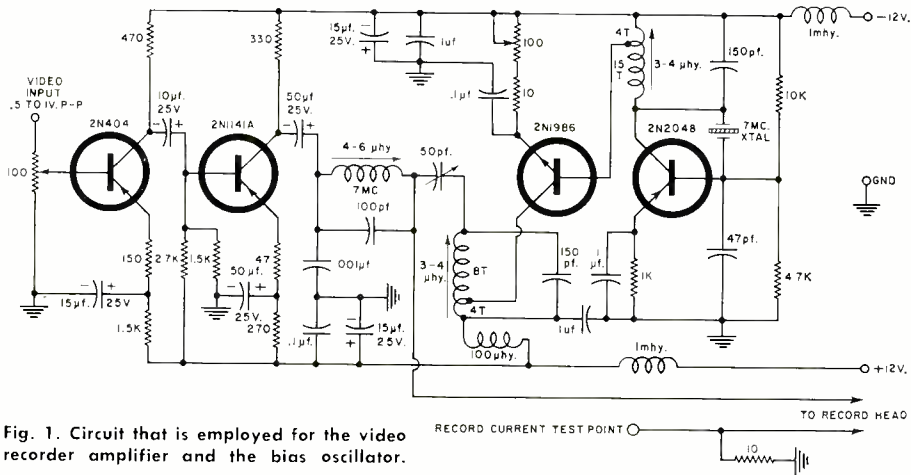 470
330
15µf.
25V.
1uf
100
10
.1µf
4T
15
T
3-4 µhy.
150pf.
1mhy.
-12V.
VIDEO
INPUT
.5 TO 1V. P-P
10µf.
25V
50µf
25V.
2N404
2N1141A
2N1986
2N2048
10K
7MC.
XTAL
100
4-6 µhy
7MC
50pf.
100pf
GND
150
2.7K
1.5K
47
.001µf
3-4
µhy.
8T
4T
150
pf.
1
µf.
1K
47pf.
4.7K
15µf.
25V
50µf.
25V.
270
1.5K
.1µf
15µf.
25V.
1uf
100µhy.
1mhy.
+12V.
TO RECORD HEAD
RECORD CURRENT TEST POINT
10
Fig. 1. Circuit that is employed for the video
recorder amplifier and the bias oscillator.